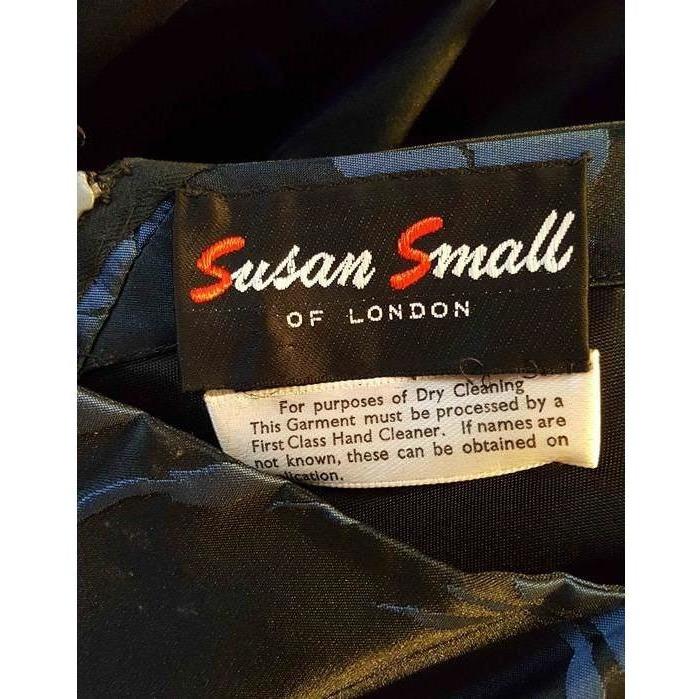 Susan Small
OF LONDON
For purposes of Dry Cleaning
This Garment must be processed by a
First Class Hand Cleaner. If names are
not known, these can be obtained on